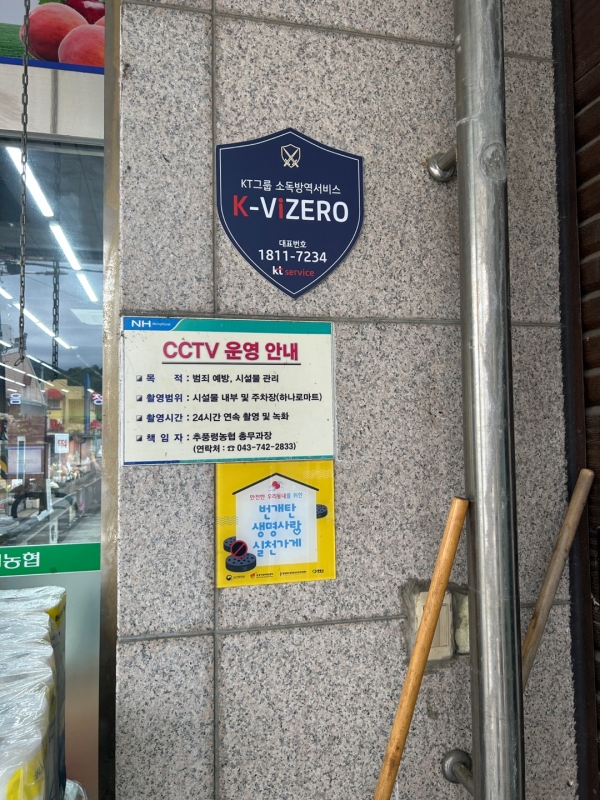 KT그룹 소독방역서비스
K-ViZERO
대표번호
1811-7234
kt service
NH
CCTV 운영 안내
목 적 : 범죄 예방, 시설물 관리
촬영범위 : 시설물 내부 및 주차장(하나로마트)
촬영시간 : 24시간 연속 촬영 및 녹화
책 임 자 : 추풍령농협 총무과장
(연락처 : ☎ 043-742-2833)
안전한 우리동네를 위한
번개탄
생명사랑
실천가게
농협